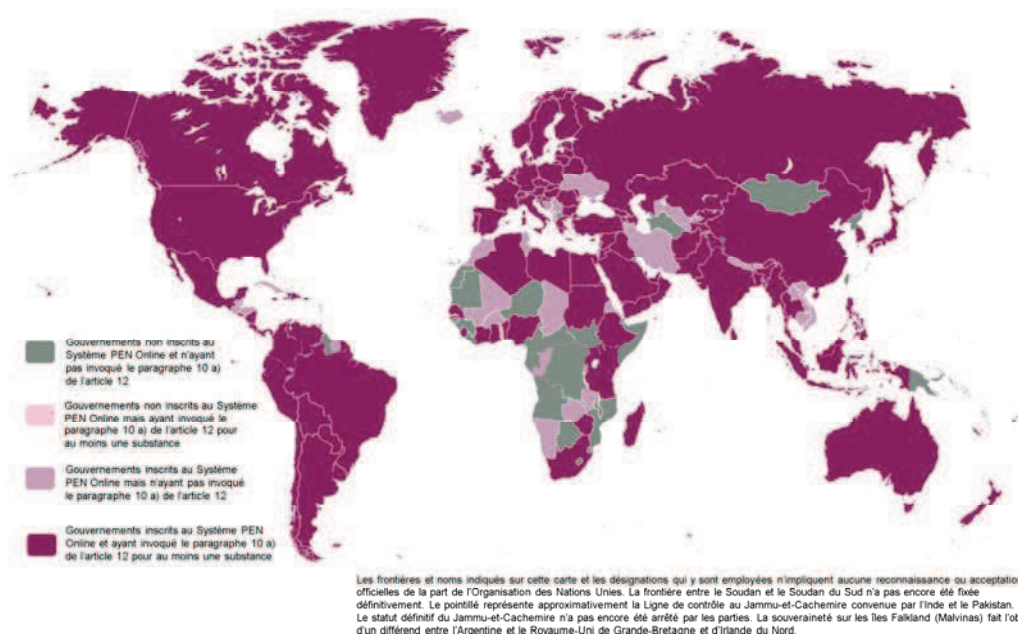 Gouvernements non inscrits au
Système PEN Online et n'ayant
pas invoqué le paragraphe 10 a)
de l'article 12
Gouvernements non inscrits au Système
PEN Online mais ayant invoqué le
paragraphe 10 a) de l'article 12 pour
au moins une substance
Gouvernements inscrits au Système
PEN Online mais n'ayant pas invoqué
le paragraphe 10 a) de l'article 12
Gouvernements inscrits au Système PEN
Online et ayant invoqué le paragraphe 10 a)
de l'article 12 pour au moins une substance
Les frontières et noms indiqués sur cette carte et les désignations qui y sont employées n'impliquent aucune reconnaissance ou acceptation
officielles de la part de l'Organisation des Nations Unies. La frontière entre le Soudan et le Soudan du Sud n'a pas encore été fixée
définitivement. Le pointillé représente approximativement la Ligne de contrôle au Jammu-et-Cachemire convenue par l'Inde et le Pakistan.
Le statut définitif du Jammu-et-Cachemire n'a pas encore été arrêté par les parties. La souveraineté sur les îles Falkland (Malvinas) fait l'ob
d'un différend entre l'Argentine et le Royaume-Uni de Grande-Bretagne et d'Irlande du Nord.